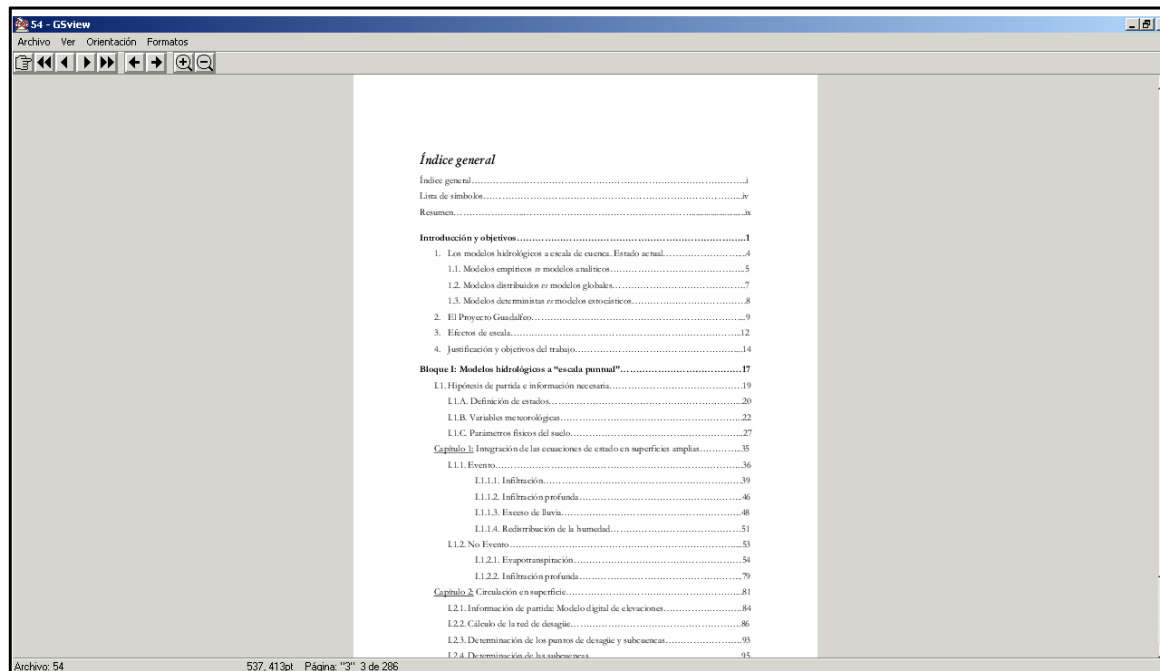 54 - GSview
Archivo Ver Orientación Formatos
Índice general
Índice general.....i
Lista de símbolos.....iv
Resumen.....ix
Introducción y objetivos.....1
1. Los modelos hidrológicos a escala de cuenca. Estado actual.....4
1.1. Modelos empíricos vs modelos analíticos.....5
1.2. Modelos distribuidos vs modelos globales.....7
1.3. Modelos deterministas vs modelos estocásticos.....8
2. El Proyecto Guadalfeo.....9
3. Efectos de escala.....12
4. Justificación y objetivos del trabajo.....14
Bloque I: Modelos hidrológicos a “escala puntual”.....17
I.1. Hipótesis de partida e información necesaria.....19
I.1.A. Definición de estados.....20
I.1.B. Variables meteorológicas.....22
I.1.C. Parámetros físicos del suelo.....27
Capítulo 1: Integración de las ecuaciones de estado en superficies amplias.....35
I.1.1. Evento.....36
I.1.1.1. Infiltración.....39
I.1.1.2. Infiltración profunda.....46
I.1.1.3. Exceso de lluvia.....48
I.1.1.4. Redistribución de la humedad.....51
I.1.2. No Evento.....53
I.1.2.1. Evapotranspiración.....54
I.1.2.2. Infiltración profunda.....79
Capítulo 2: Circulación en superficie.....81
I.2.1. Información de partida: Modelo digital de elevaciones.....84
I.2.2. Cálculo de la red de desagüe.....86
I.2.3. Determinación de los puntos de desagüe y subcuencas.....93
I.2.4. Determinación de las subcuencas.....95
Archivo: 54 537, 413pt Página: "3" 3 de 286